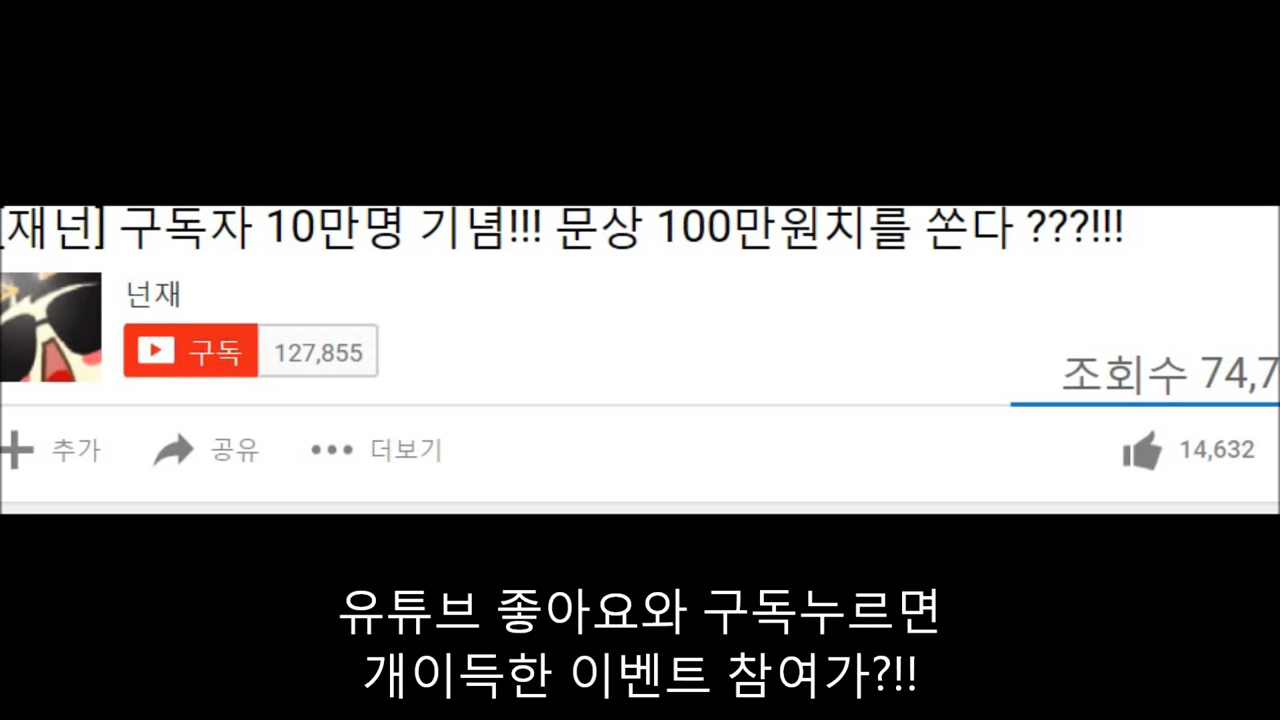 [재넌] 구독자 10만명 기념!!! 문상 100만원치를 쏜다 ???!!!
넌재
구독 127,855
조회수 74,7
추가 공유 더보기 14,632
유튜브 좋아요와 구독누르면
개이득한 이벤트 참여가?!!